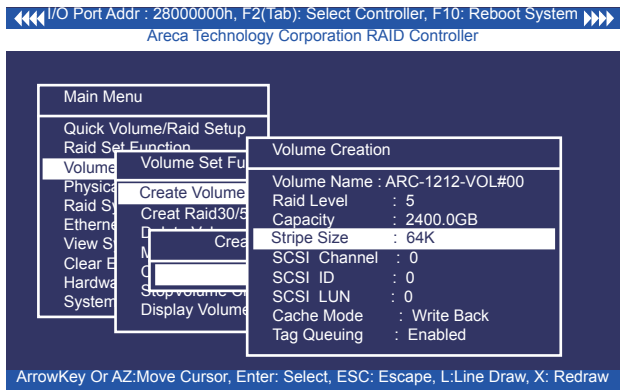 I/O Port Addr : 28000000h, F2(Tab): Select Controller, F10: Reboot System
Areca Technology Corporation RAID Controller
Main Menu
Quick Volume/Raid Setup
Raid Set Function
Volume
Raid
Ethern
View
Clear
Hardwa
System
Volume Set Fu
Create Volume
Creat Raid30/5
Display Volume
Crea
Volume Creation
Volume Name : ARC-1212-VOL#00
Raid Level : 5
Capacity : 2400.0GB
Stripe Size : 64K
SCSI Channel : 0
SCSI ID : 0
SCSI LUN : 0
Cache Mode : Write Back
Tag Queuing : Enabled
ArrowKey Or AZ:Move Cursor, Enter: Select, ESC: Escape, L:Line Draw, X: Redraw